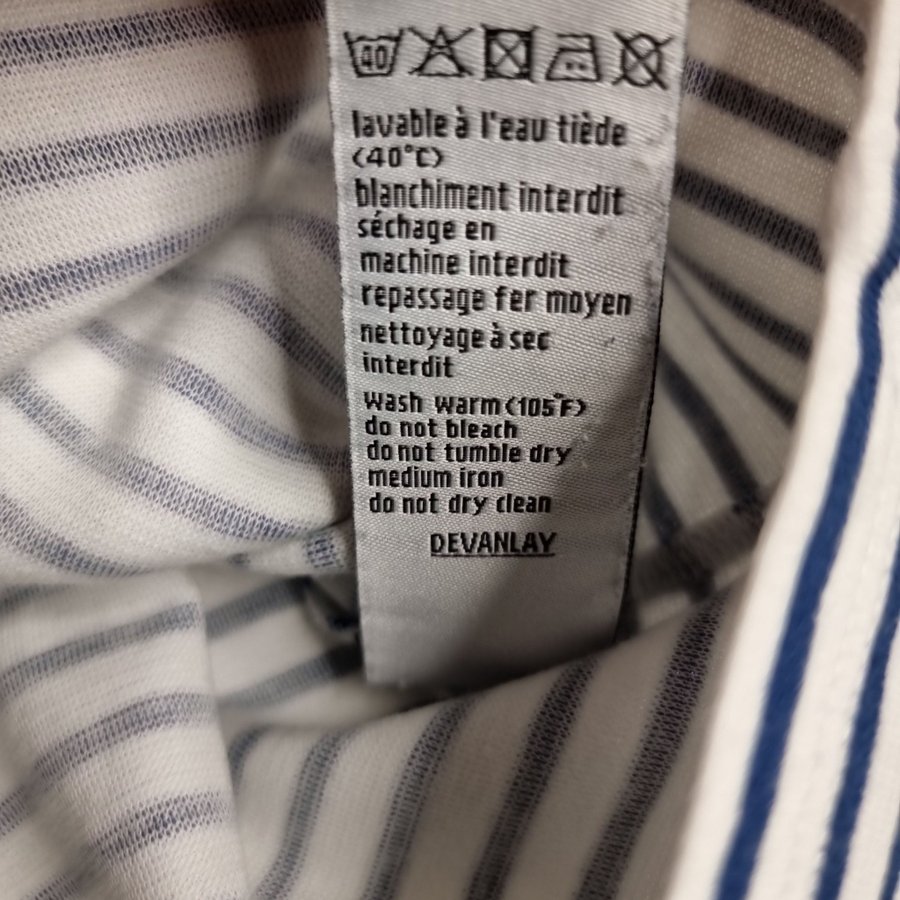 40
lavable à l'eau tiède
(40°C)
blanchiment interdit
séchage en
machine interdit
repassage fer moyen
nettoyage à sec
interdit
wash warm (105°F)
do not bleach
do not tumble dry
medium iron
do not dry clean
DEVANLAY